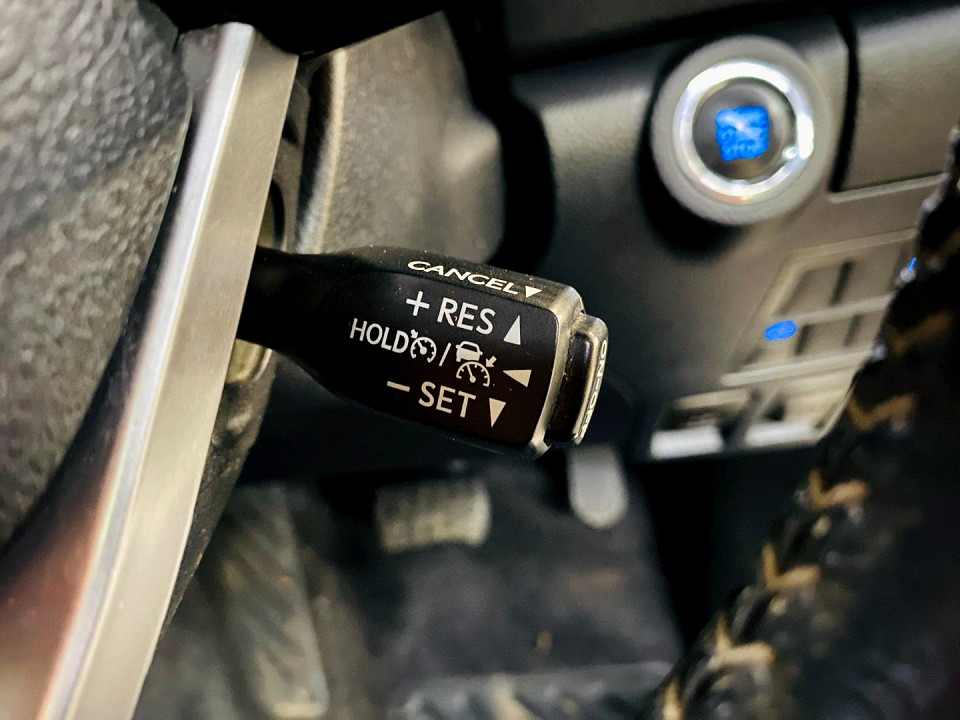 CANCEL▼
+ RES ▲
HOLD / ◀
− SET ▼